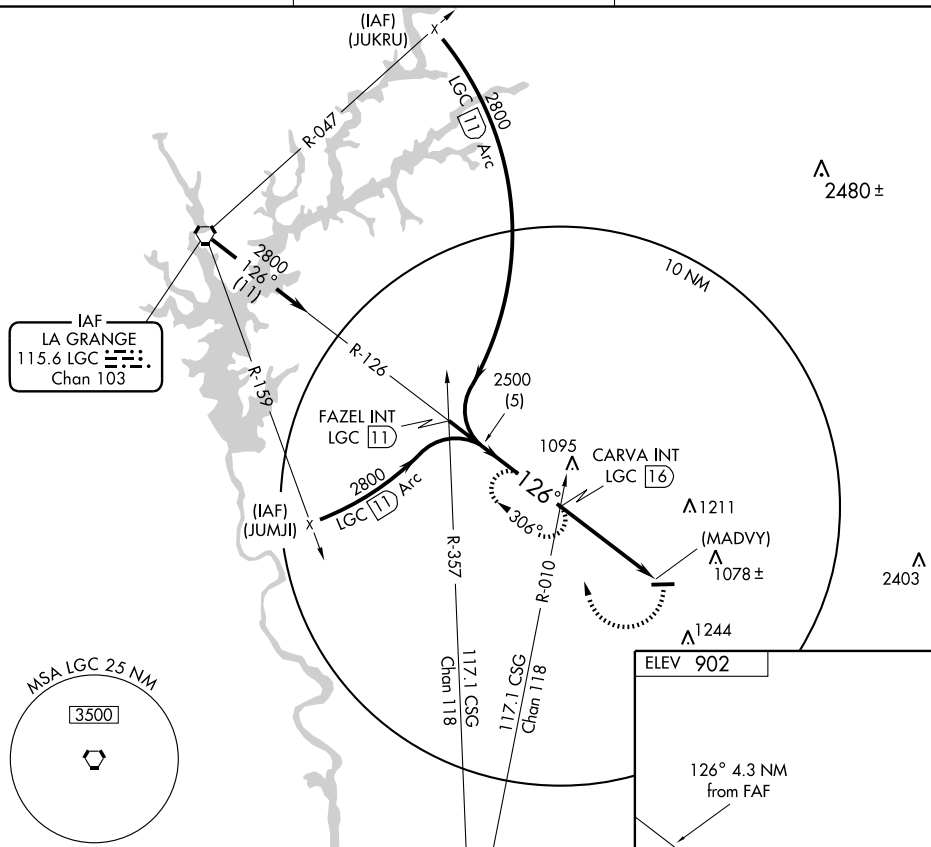 (IAF)
(JUKRU)
LGC 11 Arc
2800
R-047
2480 ±
2800
126°
(11)
10 NM
IAF
LA GRANGE
115.6 LGC
Chan 103
R-126
R-159
2500
(5)
FAZEL INT
LGC 11
1095
CARVA INT
LGC 16
2800
LGC 11 Arc
126°
306°
1211
(IAF)
(JUMJI)
(MADVY)
1078 ±
2403
R-357
R-010
1244
117.1 CSG
Chan 118
117.1 CSG
Chan 118
ELEV 902
MSA LGC 25 NM
3500
126° 4.3 NM
from FAF